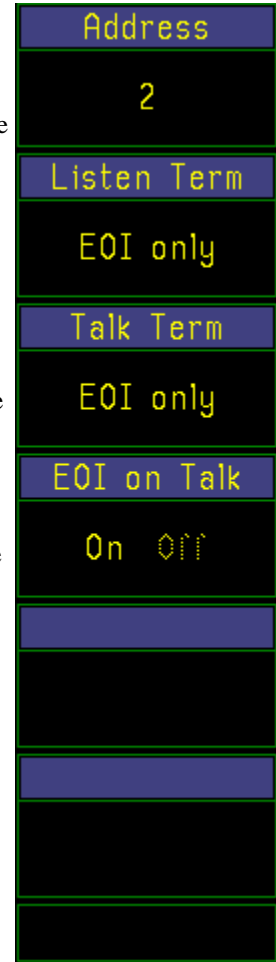 Address
2
Listen Term
EOI only
Talk Term
EOI only
EOI on Talk
On Off